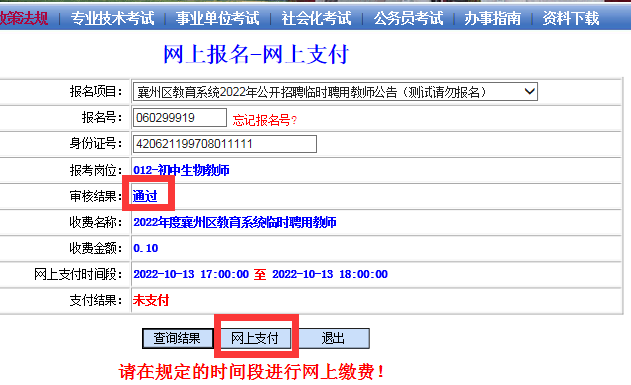 政策法规 | 专业技术考试 | 事业单位考试 | 社会化考试 | 公务员考试 | 办事指南 | 资料下载
网上报名-网上支付
报名项目: 襄州区教育系统2022年公开招聘临时聘用教师公告（测试请勿报名）
报名号: 060299919 忘记报名号?
身份证号: 420621199708011111
报考岗位: 012-初中生物教师
审核结果: 通过
收费名称: 2022年度襄州区教育系统临时聘用教师
收费金额: 0.10
网上支付时间段: 2022-10-13 17:00:00 至 2022-10-13 18:00:00
支付结果: 未支付
查询结果 网上支付 退出
请在规定的时间段进行网上缴费！